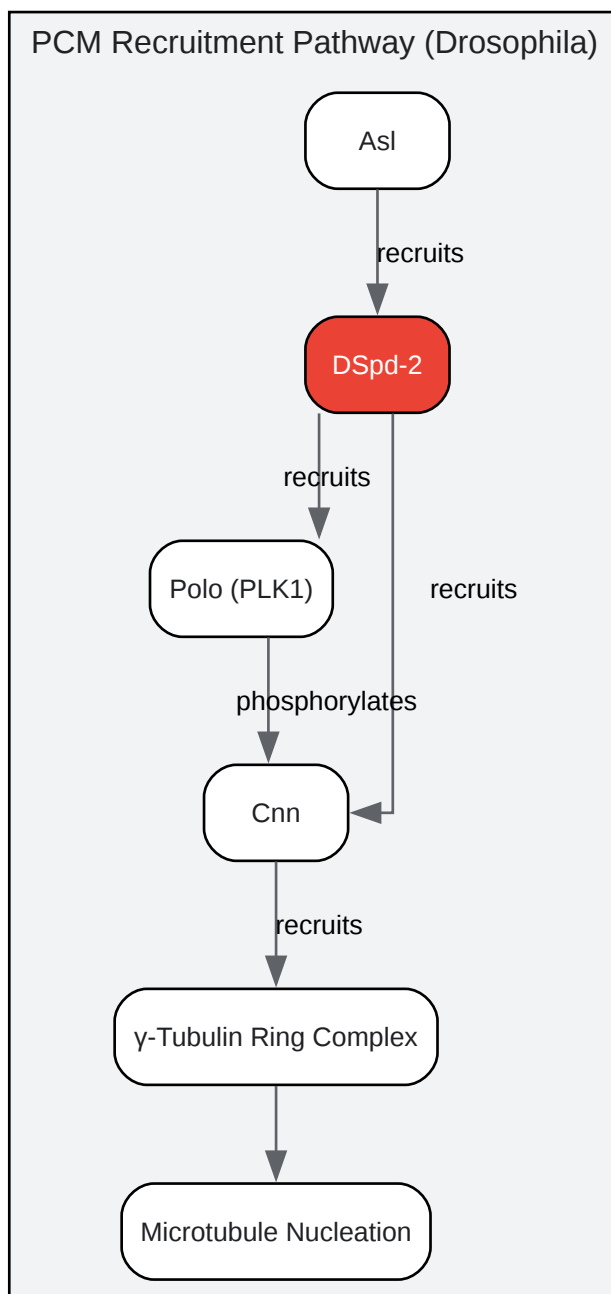 PCM Recruitment Pathway (Drosophila)
Asl
recruits
DSpd-2
recruits
Polo (PLK1)
recruits
phosphorylates
Cnn
recruits
γ-Tubulin Ring Complex
Microtubule Nucleation